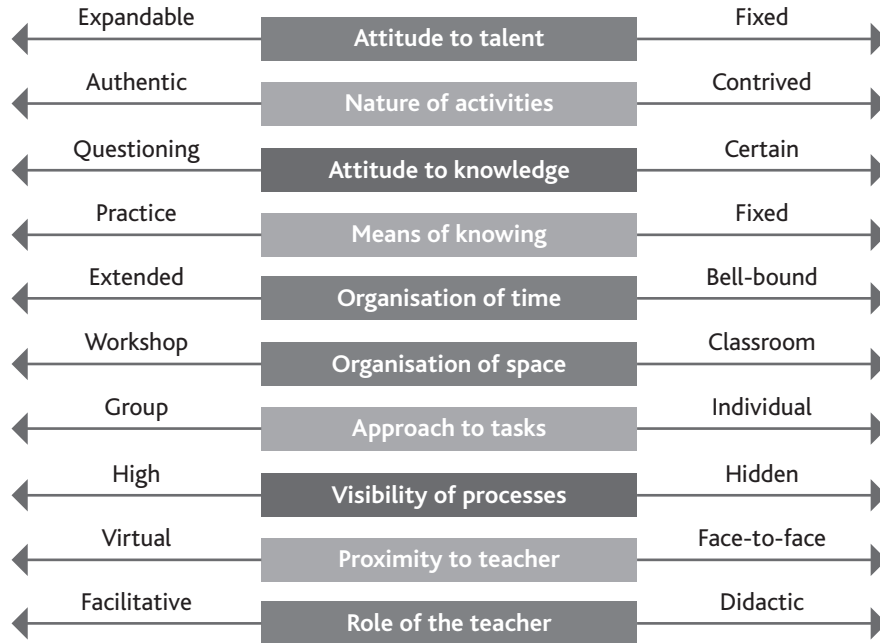 Expandable Attitude to talent Fixed
Authentic Nature of activities Contrived
Questioning Attitude to knowledge Certain
Practice Means of knowing Fixed
Extended Organisation of time Bell-bound
Workshop Organisation of space Classroom
Group Approach to tasks Individual
High Visibility of processes Hidden
Virtual Proximity to teacher Face-to-face
Facilitative Role of the teacher Didactic